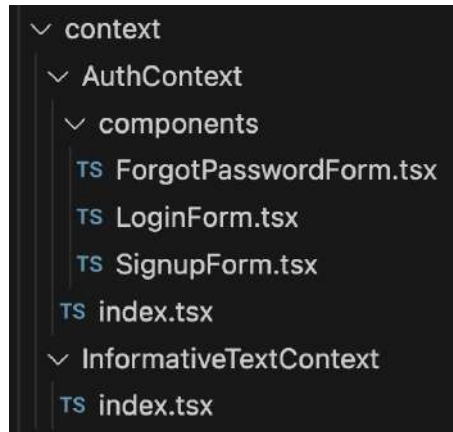 context
AuthContext
components
TS ForgotPasswordForm.tsx
TS LoginForm.tsx
TS SignupForm.tsx
TS index.tsx
InformativeTextContext
TS index.tsx